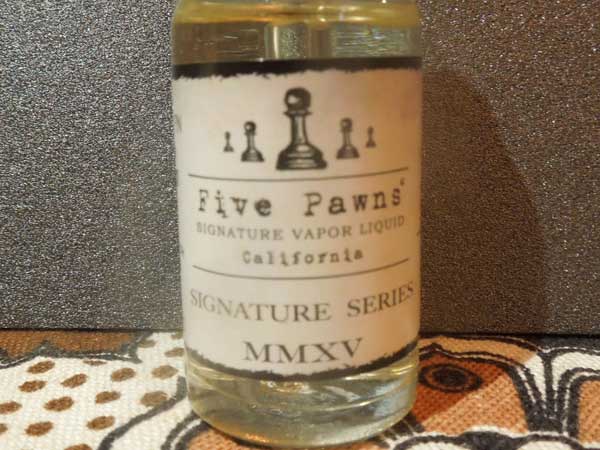 Five Pawns®
SIGNATURE VAPOR LIQUID
California
SIGNATURE SERIES
MMXV